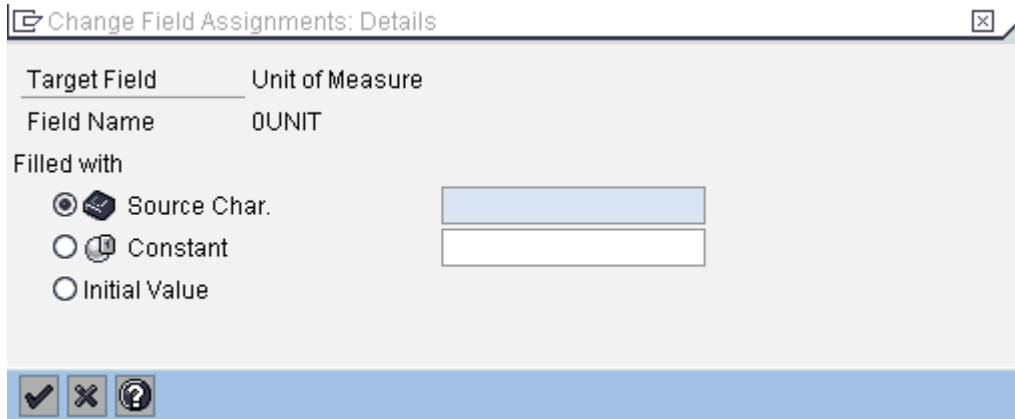 Change Field Assignments: Details
Target Field Unit of Measure
Field Name 0UNIT
Filled with
Source Char.
Constant
Initial Value